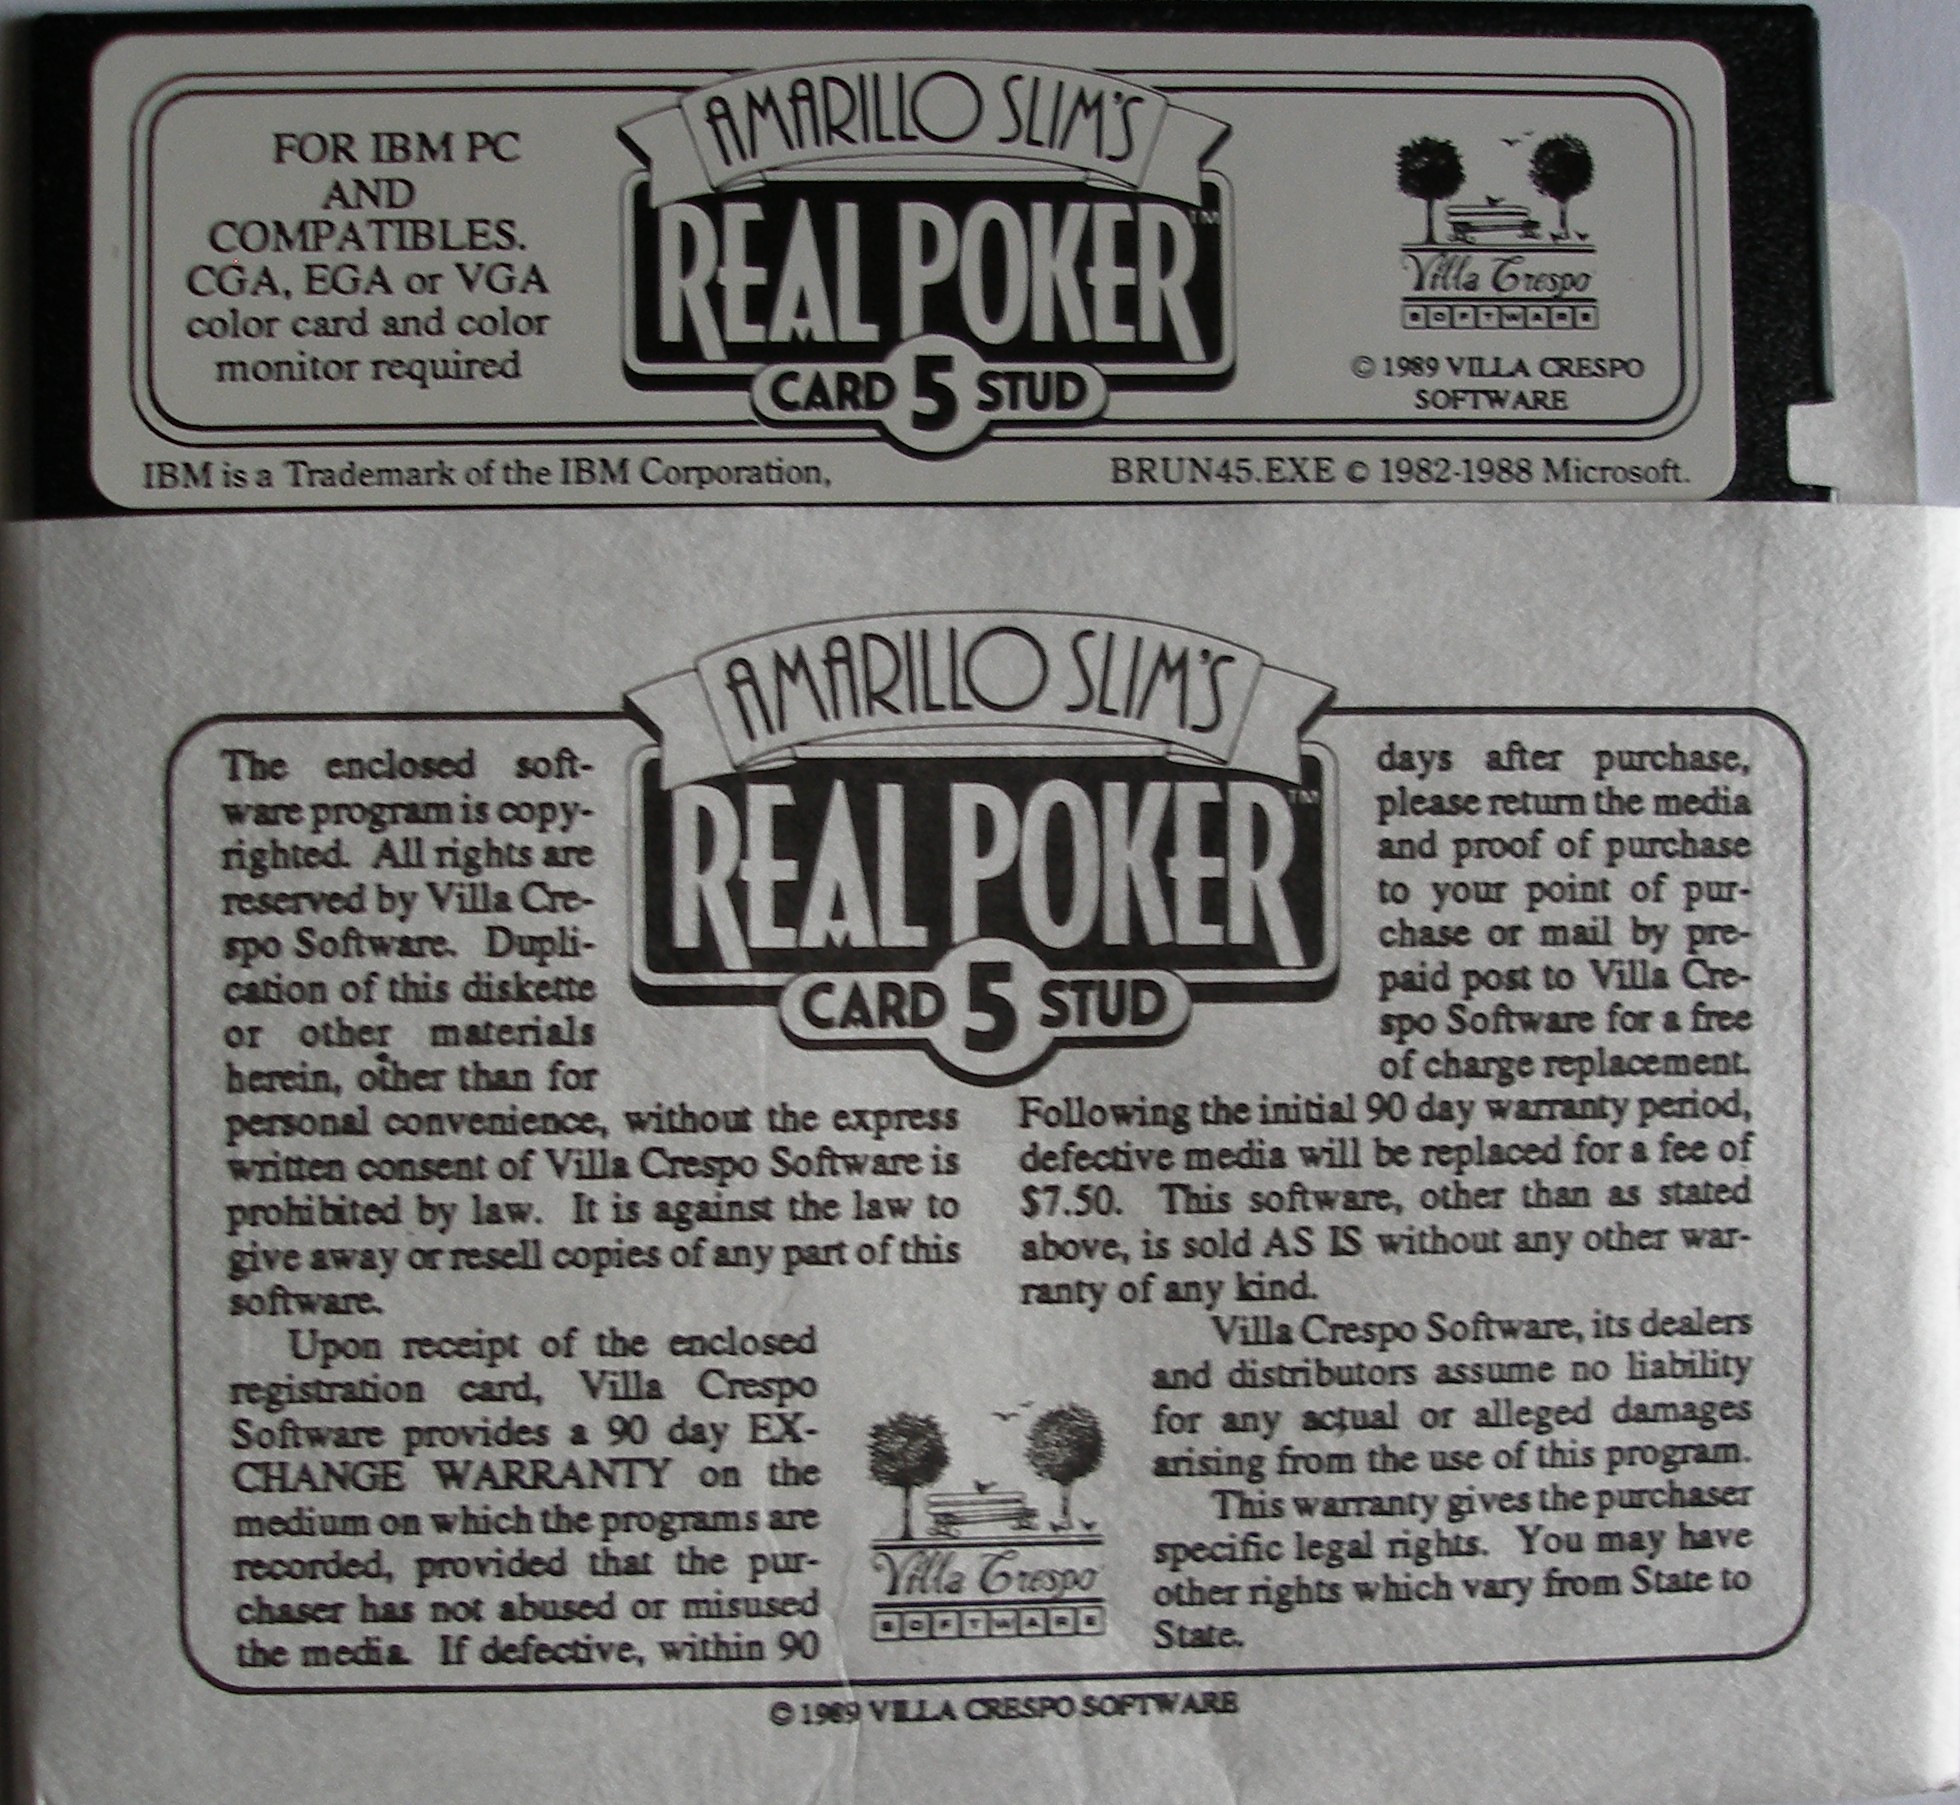 FOR IBM PC
AND
COMPATIBLES.
CGA, EGA or VGA
color card and color
monitor required
AMARILLO SLIM'S
REAL POKER™
CARD 5 STUD
Villa Crespo
SOFTWARE
© 1989 VILLA CRESPO
SOFTWARE
IBM is a Trademark of the IBM Corporation,
BRUN45.EXE © 1982-1988 Microsoft.
AMARILLO SLIM'S
REAL POKER™
CARD 5 STUD
The enclosed soft-
ware program is copy-
righted. All rights are
reserved by Villa Cre-
spo Software. Dupli-
cation of this diskette
or other materials
herein, other than for
personal convenience, without the express
written consent of Villa Crespo Software is
prohibited by law. It is against the law to
give away or resell copies of any part of this
software.
Upon receipt of the enclosed
registration card, Villa Crespo
Software provides a 90 day EX-
CHANGE WARRANTY on the
medium on which the programs are
recorded, provided that the pur-
chaser has not abused or misused
the media. If defective, within 90
days after purchase,
please return the media
and proof of purchase
to your point of pur-
chase or mail by pre-
paid post to Villa Cre-
spo Software for a free
of charge replacement.
Following the initial 90 day warranty period,
defective media will be replaced for a fee of
$7.50. This software, other than as stated
above, is sold AS IS without any other war-
ranty of any kind.
Villa Crespo Software, its dealers
and distributors assume no liability
for any actual or alleged damages
arising from the use of this program.
This warranty gives the purchaser
specific legal rights. You may have
other rights which vary from State to
State.
Villa Crespo
SOFTWARE
© 1989 VILLA CRESPO SOFTWARE